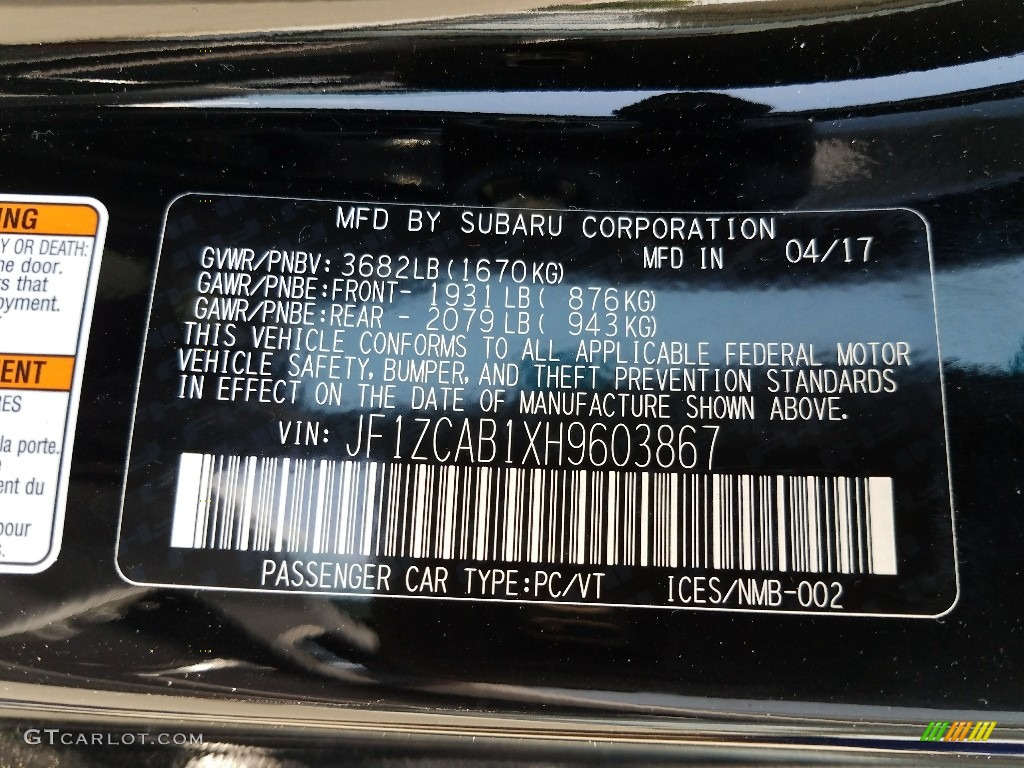 NG
Y OR DEATH:
he door.
rs that
oyment.
ENT
RES
la porte.
e
ent du
pour
s.
MFD BY SUBARU CORPORATION
GVWR/PNBV: 3682LB(1670KG) MFD IN 04/17
GAWR/PNBE:FRONT- 1931LB( 876KG)
GAWR/PNBE:REAR - 2079LB( 943KG)
THIS VEHICLE CONFORMS TO ALL APPLICABLE FEDERAL MOTOR
VEHICLE SAFETY, BUMPER, AND THEFT PREVENTION STANDARDS
IN EFFECT ON THE DATE OF MANUFACTURE SHOWN ABOVE.
VIN: JF1ZCAB1XH9603867
PASSENGER CAR TYPE:PC/VT ICES/NMB-002
GTCARLOT.COM